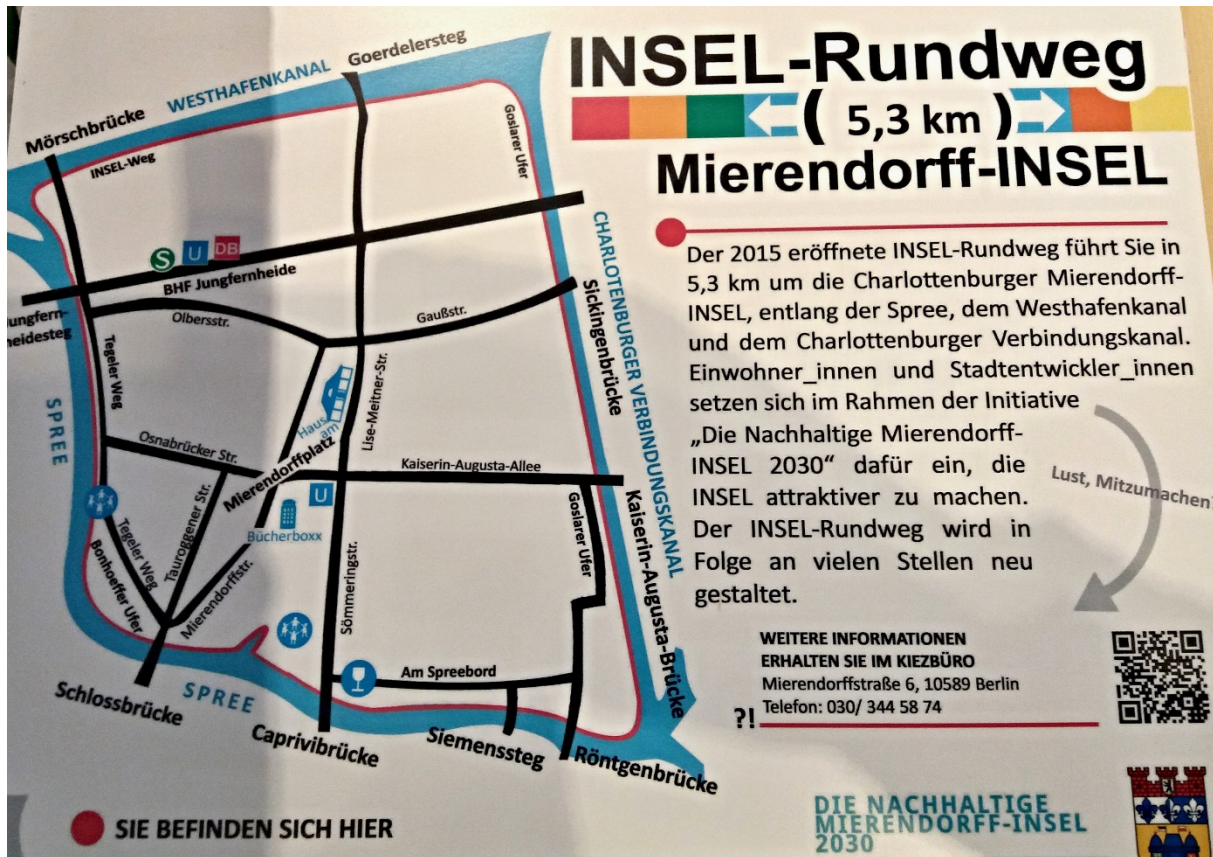 INSEL-Rundweg
( 5,3 km )
Mierendorff-INSEL
Der 2015 eröffnete INSEL-Rundweg führt Sie in
5,3 km um die Charlottenburger Mierendorff-
INSEL, entlang der Spree, dem Westhafenkanal
und dem Charlottenburger Verbindungskanal.
Einwohner_innen und Stadtentwickler_innen
setzen sich im Rahmen der Initiative
„Die Nachhaltige Mierendorff-
INSEL 2030“ dafür ein, die
INSEL attraktiver zu machen.
Der INSEL-Rundweg wird in
Folge an vielen Stellen neu
gestaltet.
Lust, Mitzumachen?
WEITERE INFORMATIONEN
ERHALTEN SIE IM KIEZBÜRO
Mierendorffstraße 6, 10589 Berlin
Telefon: 030/ 344 58 74
?!
DIE NACHHALTIGE
MIERENDORFF-INSEL
2030
Goerdelersteg
WESTHAFENKANAL
Mörschbrücke
INSEL-Weg
Goslarer Ufer
S U DB
BHF Jungfernheide
Jungfern-
heidesteg
Olbersstr.
Gaußstr.
Sickingenbrücke
CHARLOTENBURGER VERBINDUNGSKANAL
Tegeler Weg
SPREE
Haus
am
Mierendorffplatz
Lise-Meitner-Str.
Osnabrücker Str.
Kaiserin-Augusta-Allee
U
Bücherboxx
Tauroggener Str.
Tegeler Weg
Bonhoeffer Ufer
Mierendorffstr.
Sömmeringstr.
Goslarer Ufer
Kaiserin-Augusta-Brücke
Am Spreebord
Schlossbrücke
SPREE
Caprivibrücke
Siemenssteg
Röntgenbrücke
SIE BEFINDEN SICH HIER